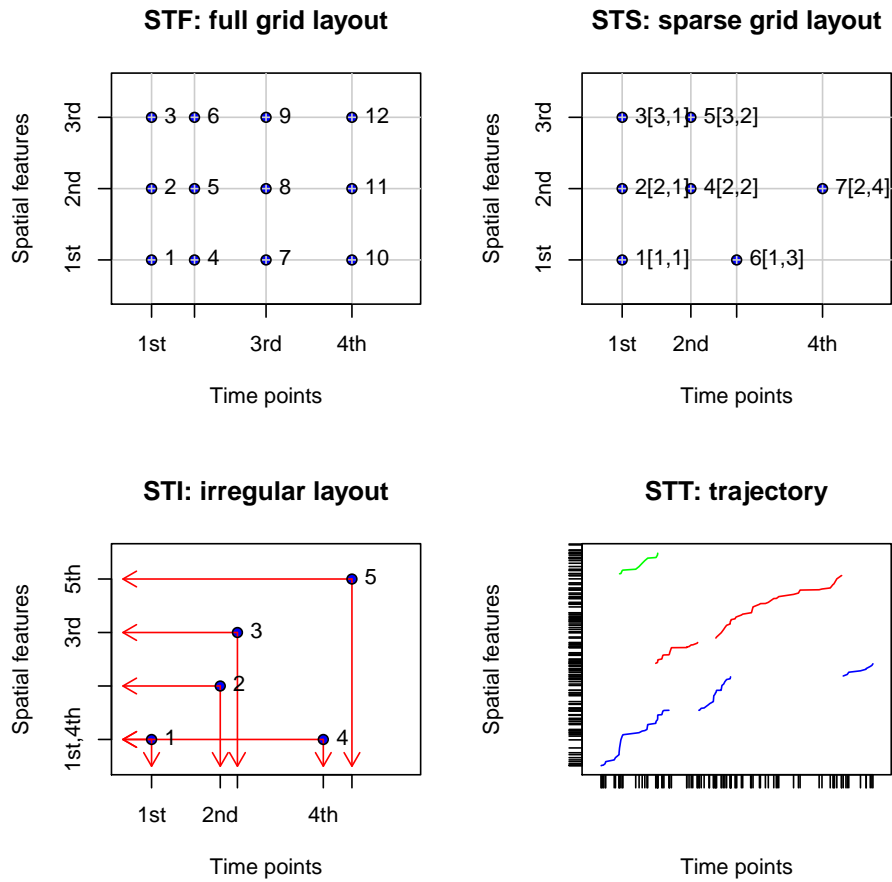 STF: full grid layout
Spatial features
3rd
2nd
1st
3 6 9 12
2 5 8 11
1 4 7 10
1st 3rd 4th
Time points
STS: sparse grid layout
Spatial features
3rd
2nd
1st
3[3,1] 5[3,2]
2[2,1] 4[2,2] 7[2,4]
1[1,1] 6[1,3]
1st 2nd 4th
Time points
STI: irregular layout
Spatial features
5th
3rd
1st,4th
5
3
2
1 4
1st 2nd 4th
Time points
STT: trajectory
Spatial features
Time points